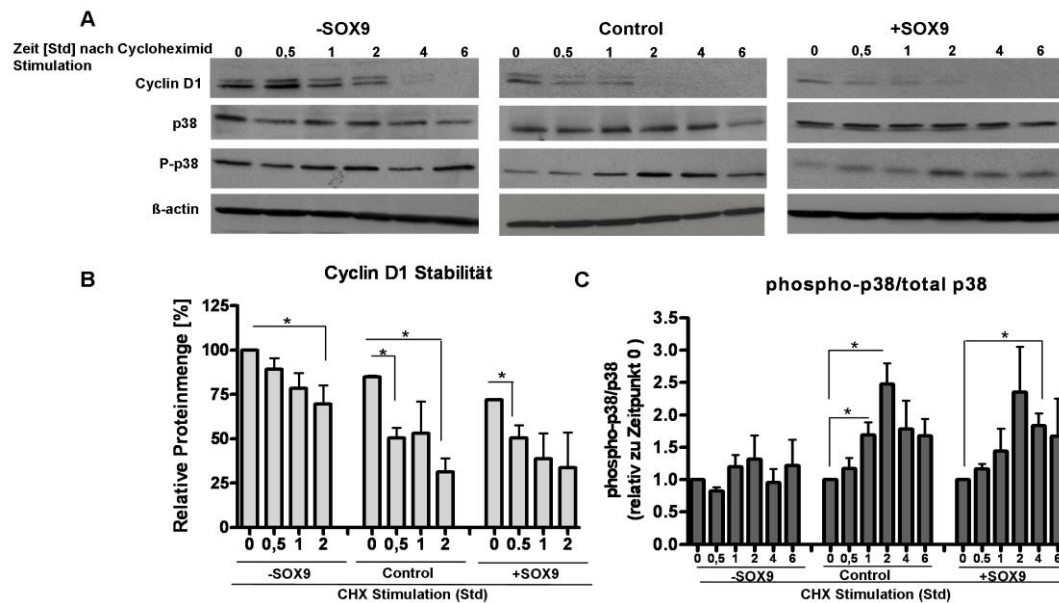 A
-SOX9
Control
+SOX9
Zeit [Std] nach Cycloheximid
Stimulation
0 0,5 1 2 4 6
0 0,5 1 2 4 6
0 0,5 1 2 4 6
Cyclin D1
p38
P-p38
ß-actin
B
Cyclin D1 Stabilität
Relative Proteinmenge [%]
125
100
75
50
25
0
*
* *
*
0 0,5 1 2
0 0,5 1 2
0 0.5 1 2
-SOX9
Control
+SOX9
CHX Stimulation (Std)
C
phospho-p38/total p38
phospho-p38/p38
(relativ zu Zeitpunkt 0)
3.5
3.0
2.5
2.0
1.5
1.0
0.5
0.0
*
*
*
0 0,5 1 2 4 6
0 0,5 1 2 4 6
0 0,5 1 2 4 6
-SOX9
Control
+SOX9
CHX Stimulation (Std)